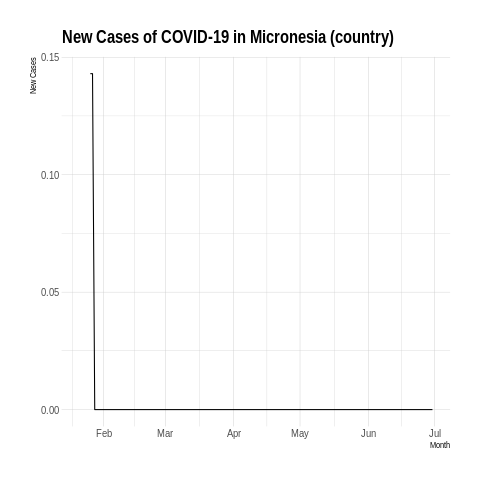 New Cases of COVID-19 in Micronesia (country)
New Cases
0.15
0.10
0.05
0.00
Feb Mar Apr May Jun Jul
Month